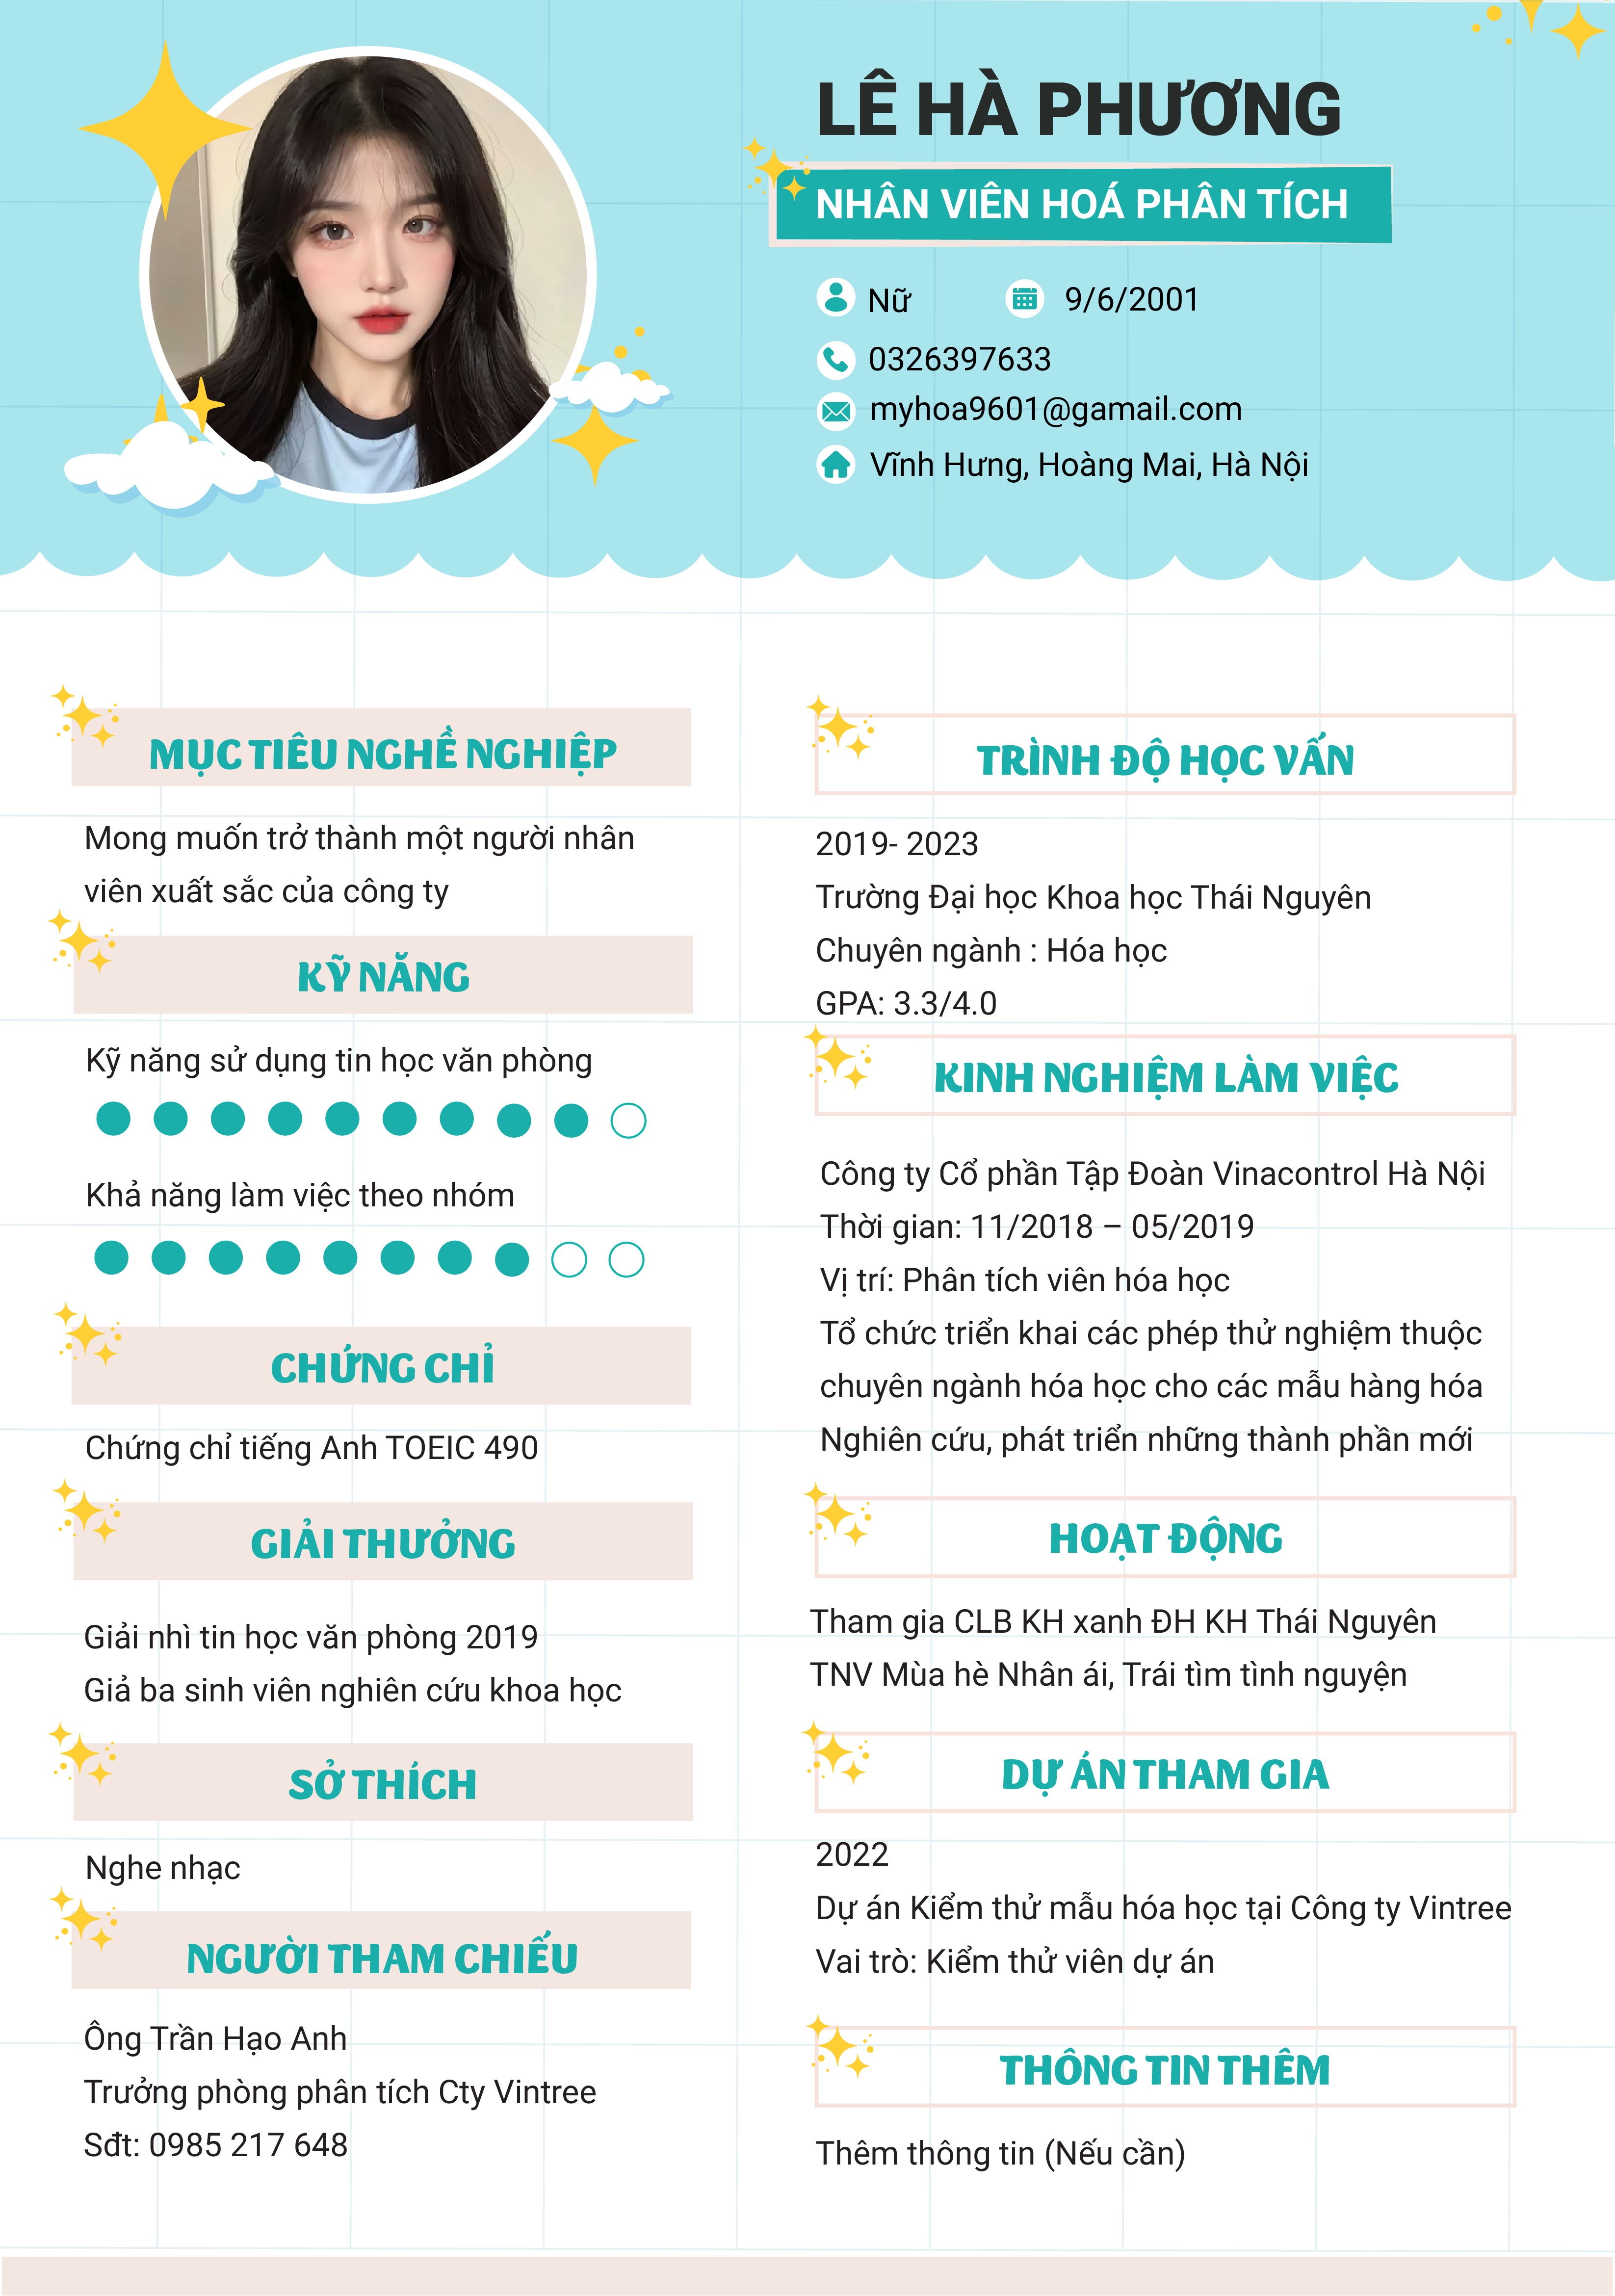 LÊ HÀ PHƯƠNG
NHÂN VIÊN HOÁ PHÂN TÍCH
Nữ
9/6/2001
0326397633
myhoa9601@gamail.com
Vĩnh Hưng, Hoàng Mai, Hà Nội
MỤC TIÊU NGHỀ NGHIỆP
Mong muốn trở thành một người nhân
viên xuất sắc của công ty
KỸ NĂNG
Kỹ năng sử dụng tin học văn phòng
Khả năng làm việc theo nhóm
CHỨNG CHỈ
Chứng chỉ tiếng Anh TOEIC 490
GIẢI THƯỞNG
Giải nhì tin học văn phòng 2019
Giả ba sinh viên nghiên cứu khoa học
SỞ THÍCH
Nghe nhạc
NGƯỜI THAM CHIẾU
Ông Trần Hạo Anh
Trưởng phòng phân tích Cty Vintree
Sđt: 0985 217 648
TRÌNH ĐỘ HỌC VẤN
2019- 2023
Trường Đại học Khoa học Thái Nguyên
Chuyên ngành : Hóa học
GPA: 3.3/4.0
KINH NGHIỆM LÀM VIỆC
Công ty Cổ phần Tập Đoàn Vinacontrol Hà Nội
Thời gian: 11/2018 – 05/2019
Vị trí: Phân tích viên hóa học
Tổ chức triển khai các phép thử nghiệm thuộc
chuyên ngành hóa học cho các mẫu hàng hóa
Nghiên cứu, phát triển những thành phần mới
HOẠT ĐỘNG
Tham gia CLB KH xanh ĐH KH Thái Nguyên
TNV Mùa hè Nhân ái, Trái tìm tình nguyện
DỰ ÁN THAM GIA
2022
Dự án Kiểm thử mẫu hóa học tại Công ty Vintree
Vai trò: Kiểm thử viên dự án
THÔNG TIN THÊM
Thêm thông tin (Nếu cần)